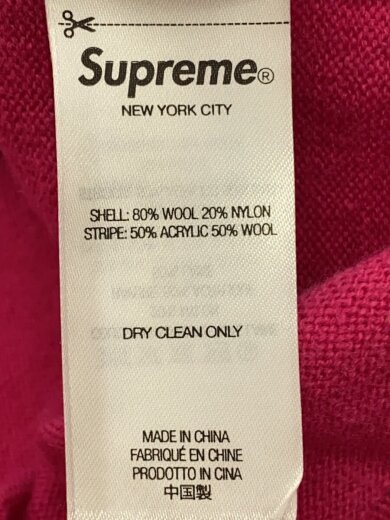 Supreme®
NEW YORK CITY
SHELL: 80% WOOL 20% NYLON
STRIPE: 50% ACRYLIC 50% WOOL
DRY CLEAN ONLY
MADE IN CHINA
FABRIQUÉ EN CHINE
PRODOTTO IN CINA
中国製